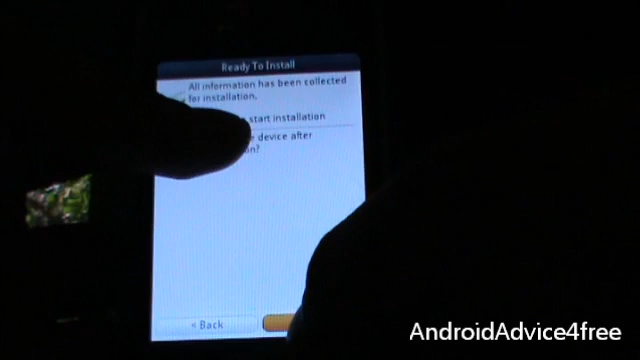 Ready To Install
All information has been collected
for installation.
start installation
device after
< Back
AndroidAdvice4free